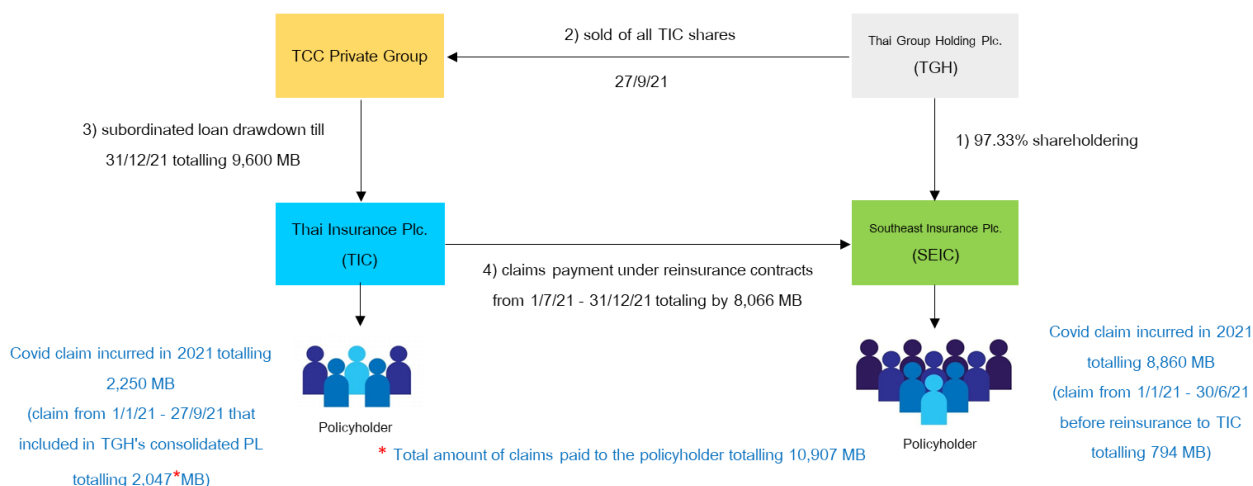 2) sold of all TIC shares
27/9/21
TCC Private Group
Thai Group Holding Plc.
(TGH)
3) subordinated loan drawdown till
31/12/21 totalling 9,600 MB
1) 97.33% shareholdering
Thai Insurance Plc.
(TIC)
Southeast Insurance Plc.
(SEIC)
4) claims payment under reinsurance contracts
from 1/7/21 - 31/12/21 totaling by 8,066 MB
Covid claim incurred in 2021 totalling
2,250 MB
(claim from 1/1/21 - 27/9/21 that
included in TGH's consolidated PL
totalling 2,047*MB)
Policyholder
* Total amount of claims paid to the policyholder totalling 10,907 MB
Policyholder
Covid claim incurred in 2021
totalling 8,860 MB
(claim from 1/1/21 - 30/6/21
before reinsurance to TIC
totalling 794 MB)